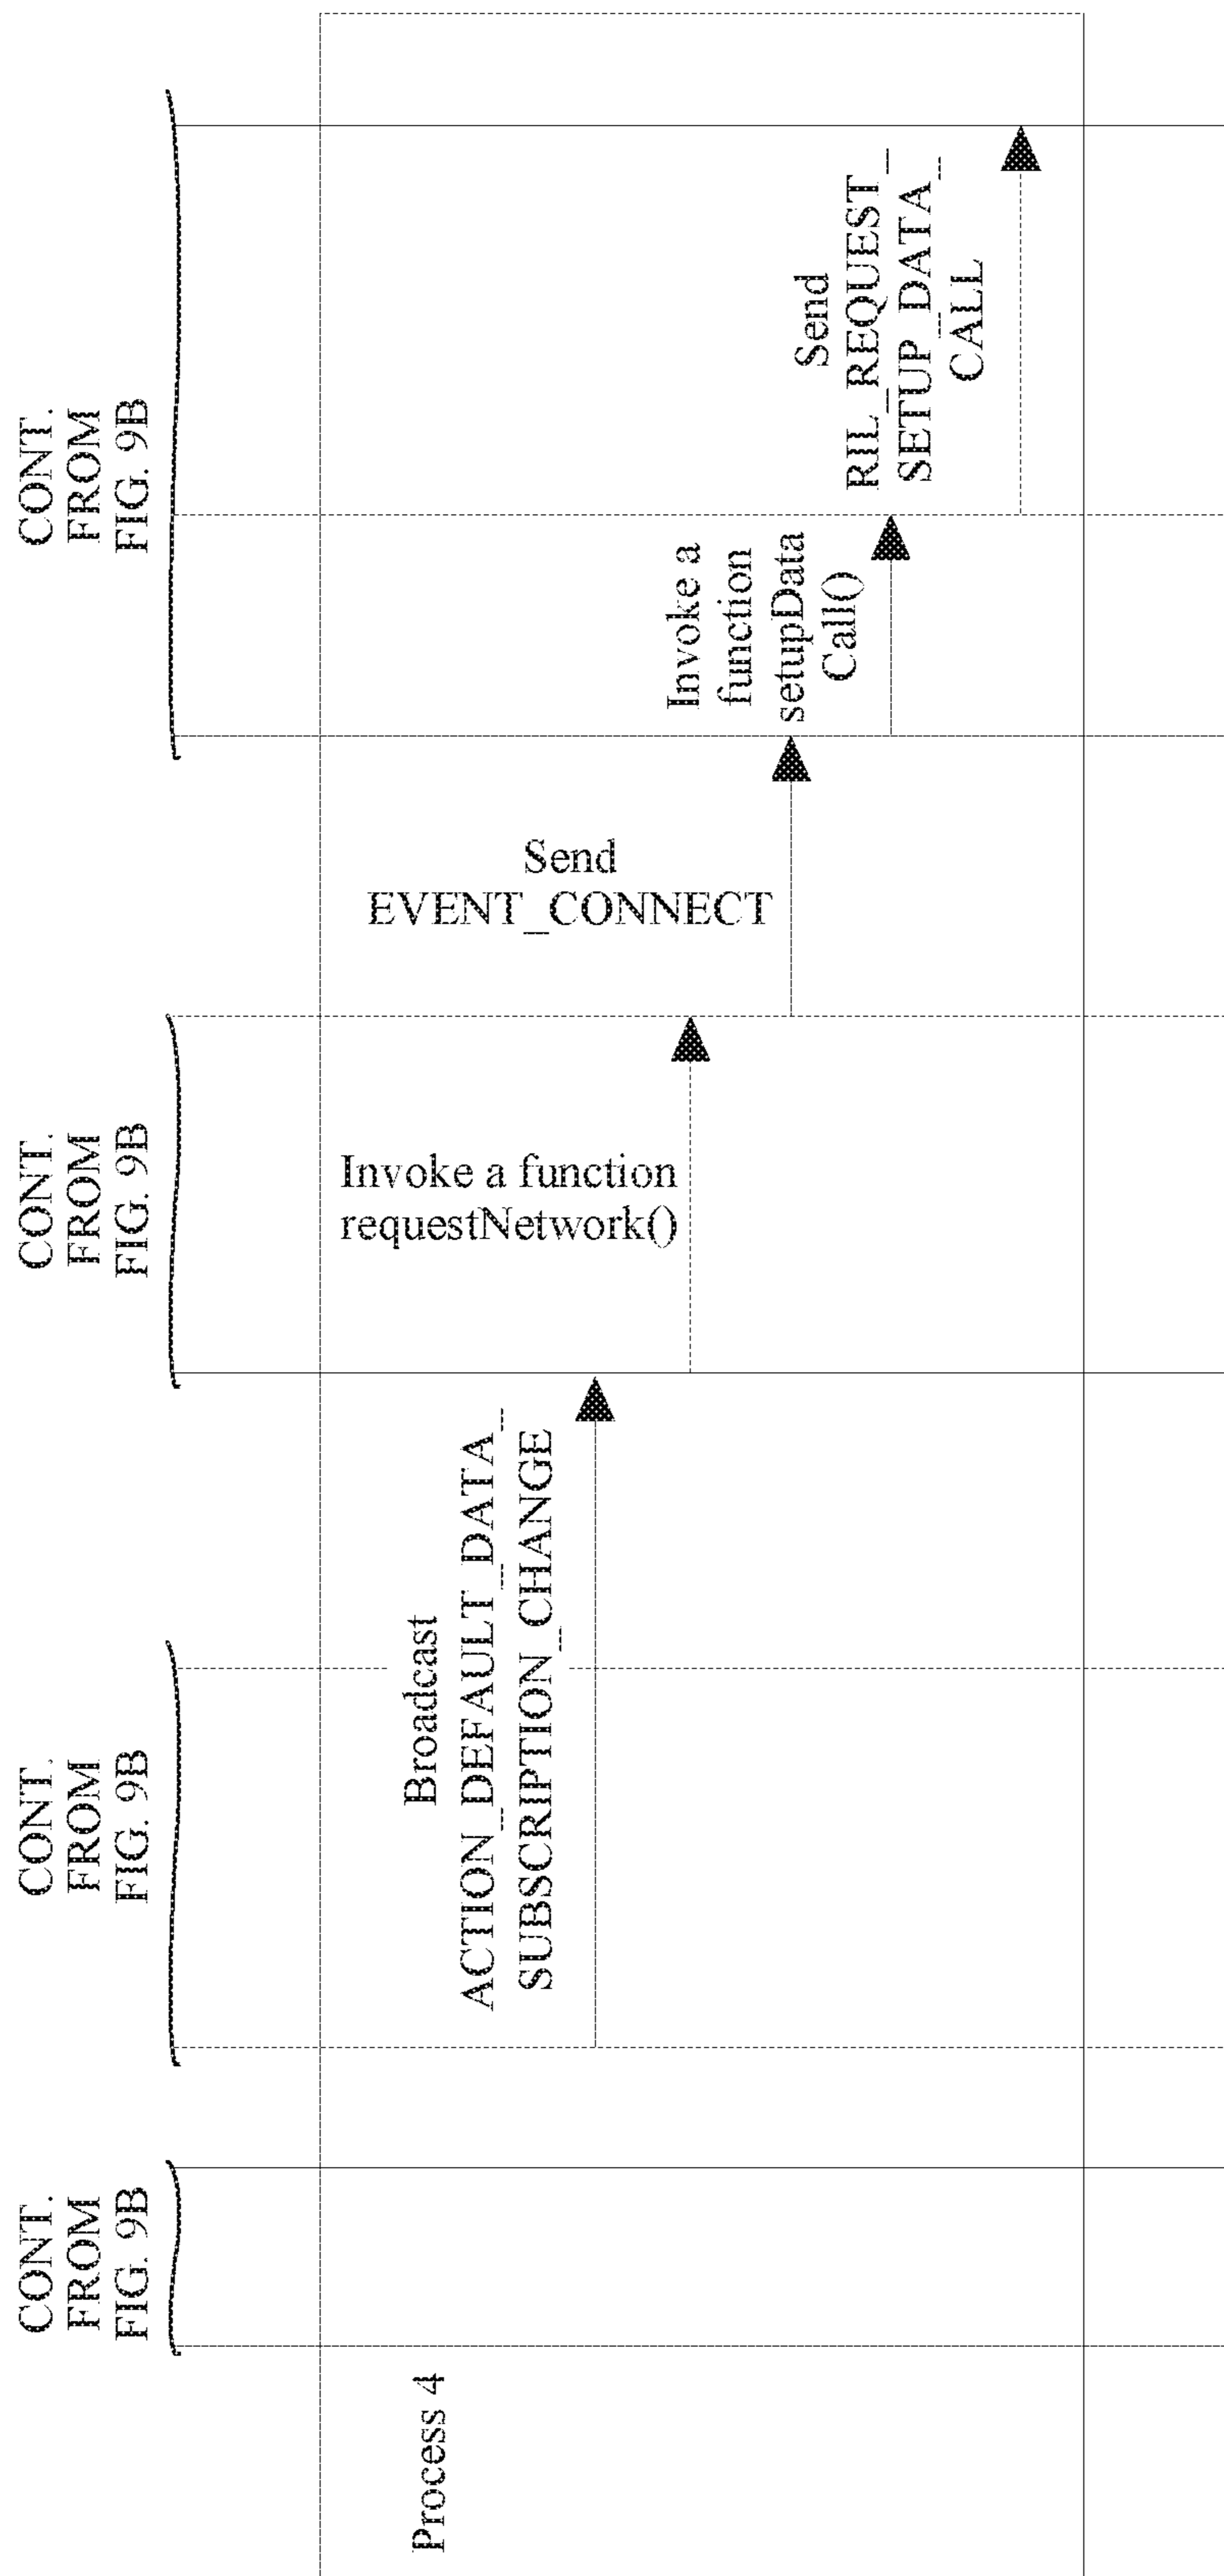 CONT.
FROM
FIG. 9B
CONT.
FROM
FIG. 9B
CONT.
FROM
FIG. 9B
CONT.
FROM
FIG. 9B
Process 4
Broadcast
ACTION_DEFAULT_DATA_
SUBSCRIPTION_CHANGE
Invoke a function
requestNetwork()
Send
EVENT_CONNECT
Invoke a
function
setupData
Call()
Send
RIL_REQUEST_
SETUP_DATA_
CALL